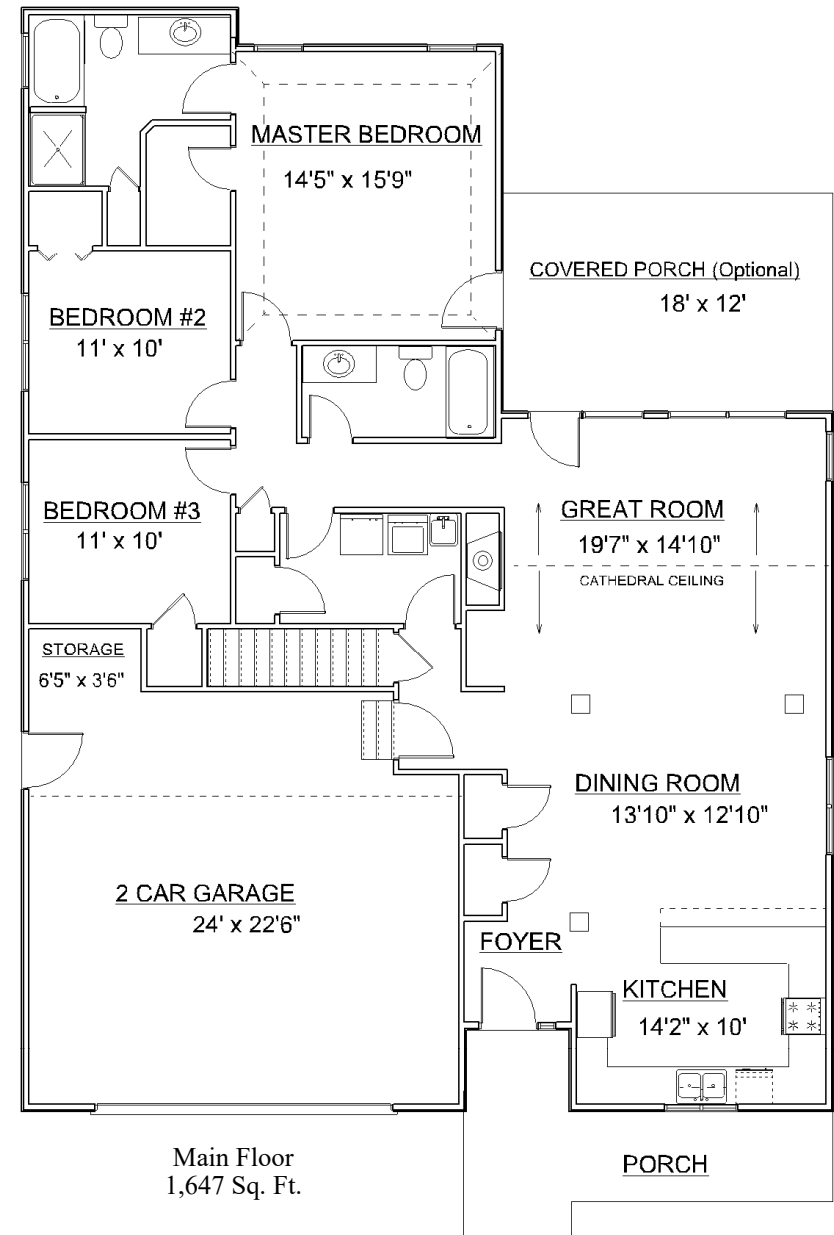 MASTER BEDROOM
14'5" x 15'9"
COVERED PORCH (Optional)
18' x 12'
BEDROOM #2
11' x 10'
BEDROOM #3
11' x 10'
GREAT ROOM
19'7" x 14'10"
CATHEDRAL CEILING
STORAGE
6'5" x 3'6"
DINING ROOM
13'10" x 12'10"
2 CAR GARAGE
24' x 22'6"
FOYER
KITCHEN
14'2" x 10'
PORCH
Main Floor
1,647 Sq. Ft.